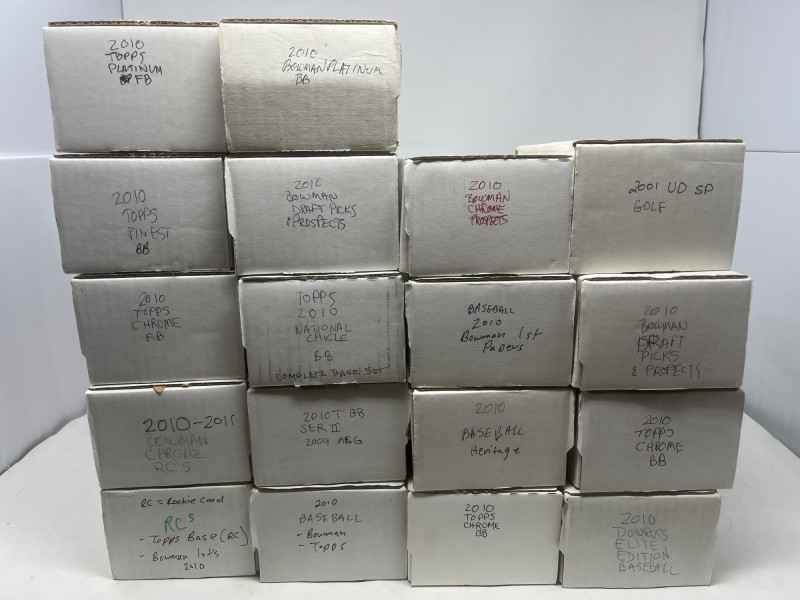 2010
TOPPS
PLATINUM
FB
2010
BOWMAN PLATINUM
BB
2010
TOPPS
FINEST
BB
2010
BOWMAN
DRAFT PICKS
& PROSPECTS
2010
BOWMAN
CHROME
PROSPECTS
2001 UD SP
GOLF
2010
TOPPS
CHROME
BB
TOPPS
2010
NATIONAL
CHICLE
BB
COMPLETE BASE SET
BASEBALL
2010
Bowman 1st
Papers
2010
BOWMAN
DRAFT
PICKS
& PROPECTS
2010-2011
BOWMAN
CHROME
RC'S
2010 T BB
SER II
2009 A&G
2010
BASEBALL
Heritage
2010
TOPPS
CHROME
BB
RC = Rookie Card
RCs
- Topps Base (RC)
- Bowman 1st's
2010
2010
BASEBALL
- Bowman
- Topps
2010
TOPPS
CHROME
BB
2010
DONRUSS
ELITE
EDITION
BASEBALL